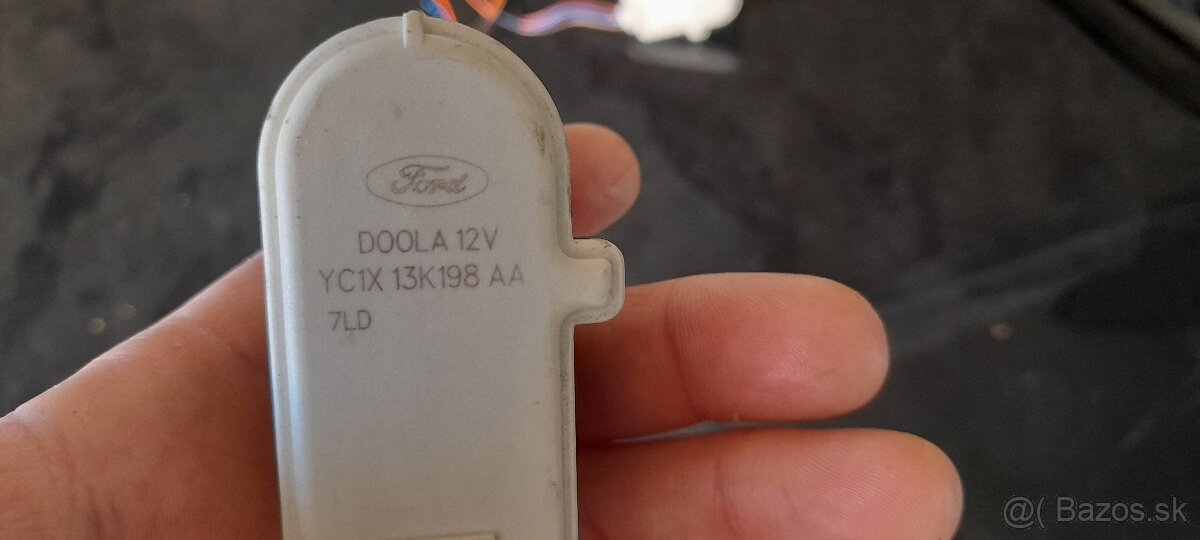 Ford
DOOLA 12V
YC1X 13K198 AA
7LD
@( Bazos.sk